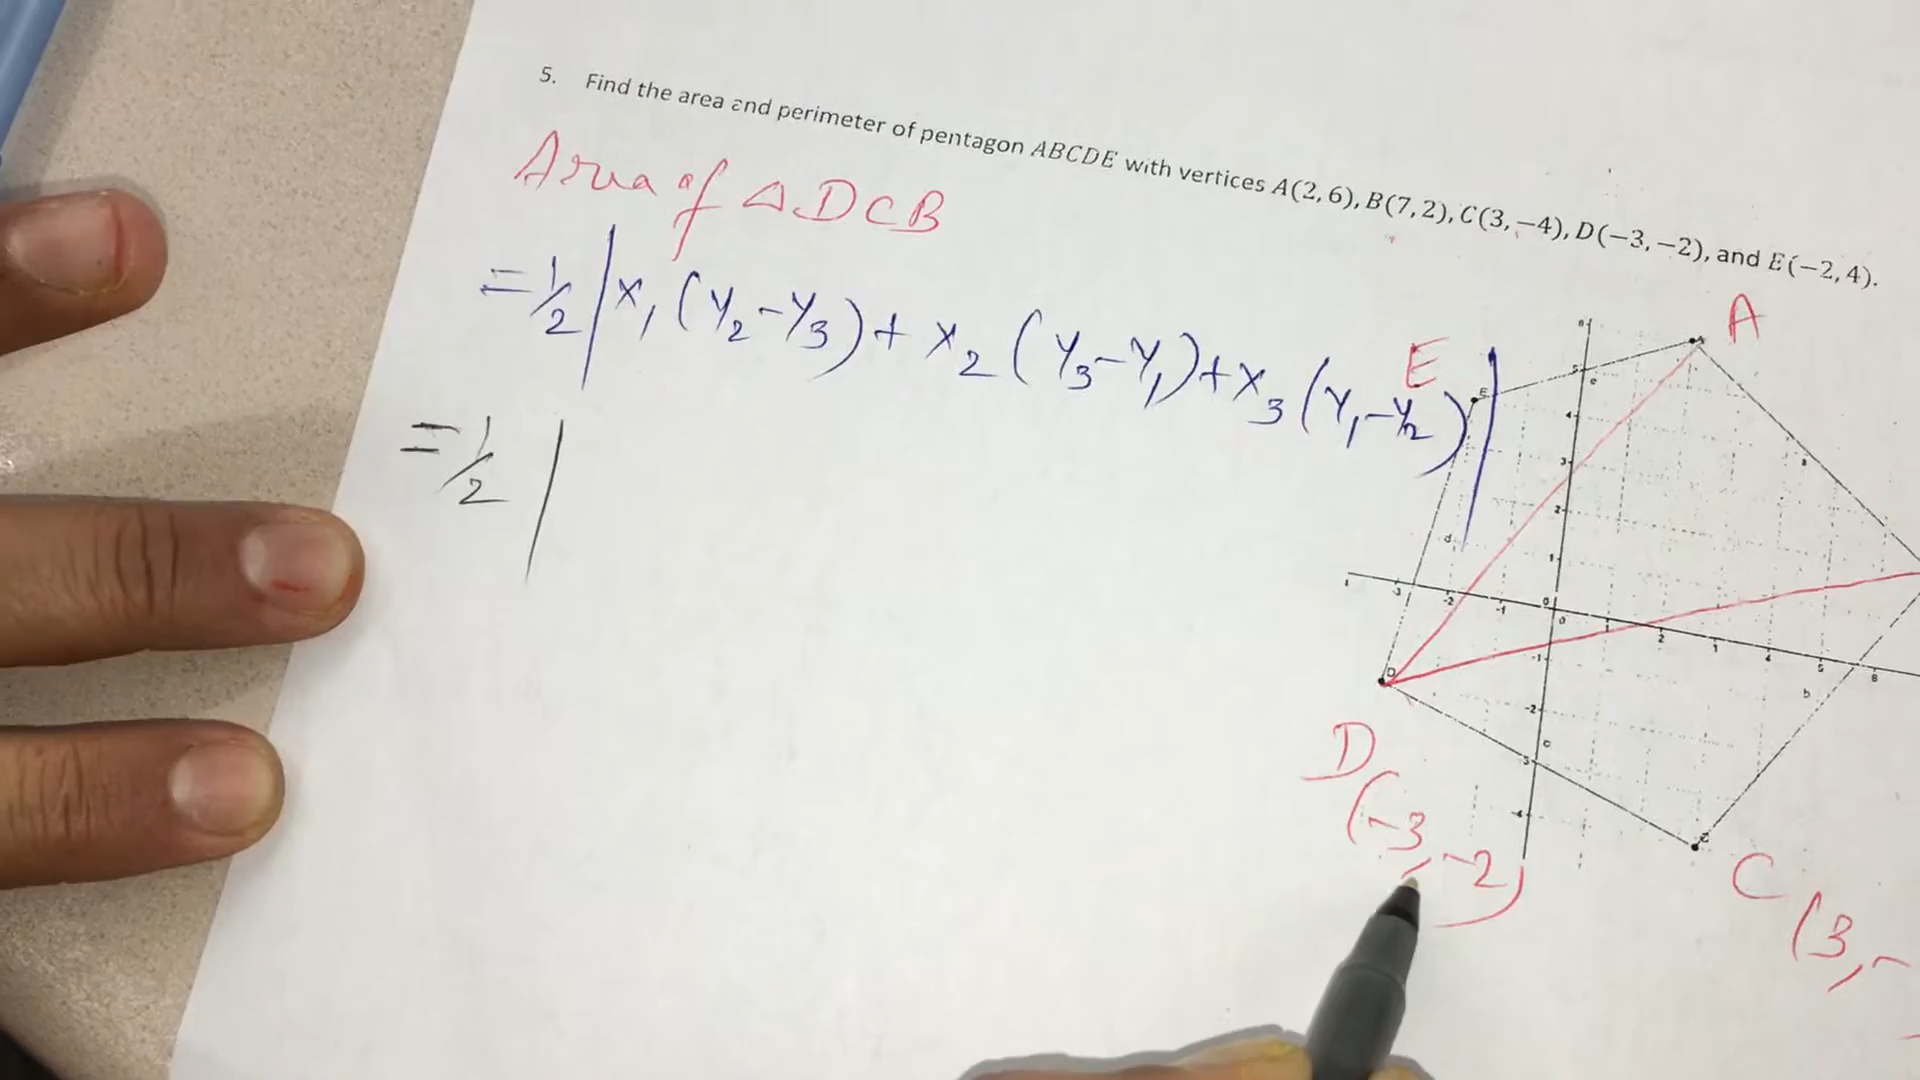 5. Find the area and perimeter of pentagon ABCDE with vertices A(2, 6), B(7, 2), C(3, −4), D(−3, −2), and E(−2, 4).
Area of △DCB
= 1/2 | x₁ (y₂ − y₃) + x₂ (y₃ − y₁) + x₃ (y₁ − y₂) |
= 1/2 |
A
E
D
(−3, −2)
C (3, −